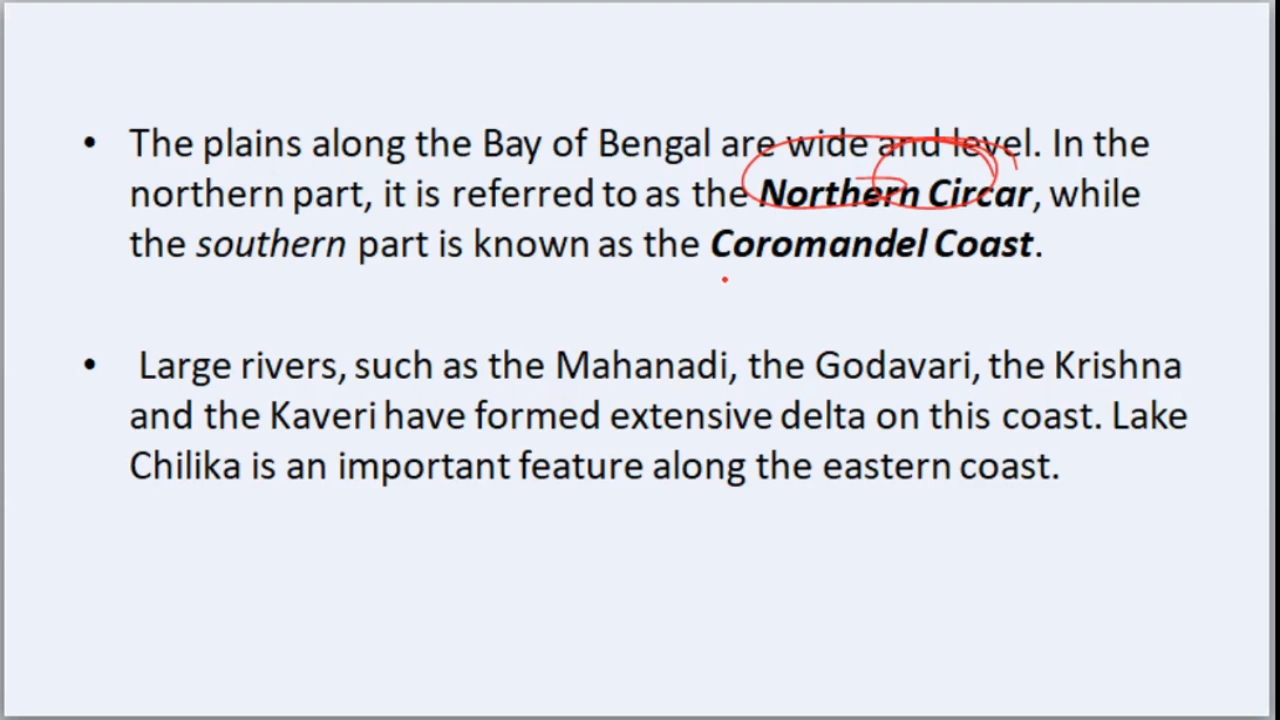 • The plains along the Bay of Bengal are wide and level. In the
northern part, it is referred to as the Northern Circar, while
the southern part is known as the Coromandel Coast.
• Large rivers, such as the Mahanadi, the Godavari, the Krishna
and the Kaveri have formed extensive delta on this coast. Lake
Chilika is an important feature along the eastern coast.